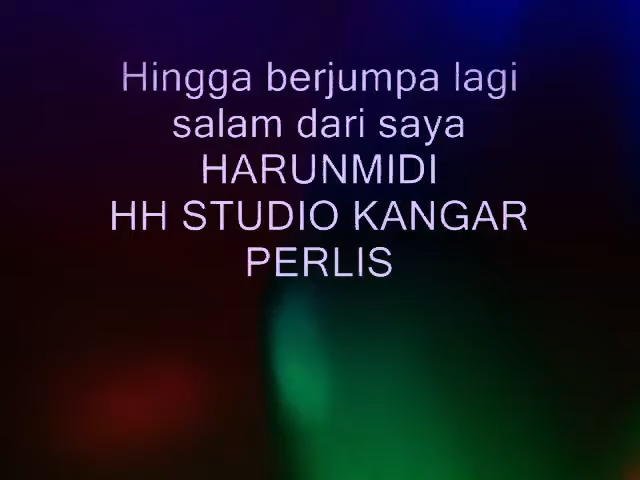 Hingga berjumpa lagi
salam dari saya
HARUNMIDI
HH STUDIO KANGAR
PERLIS